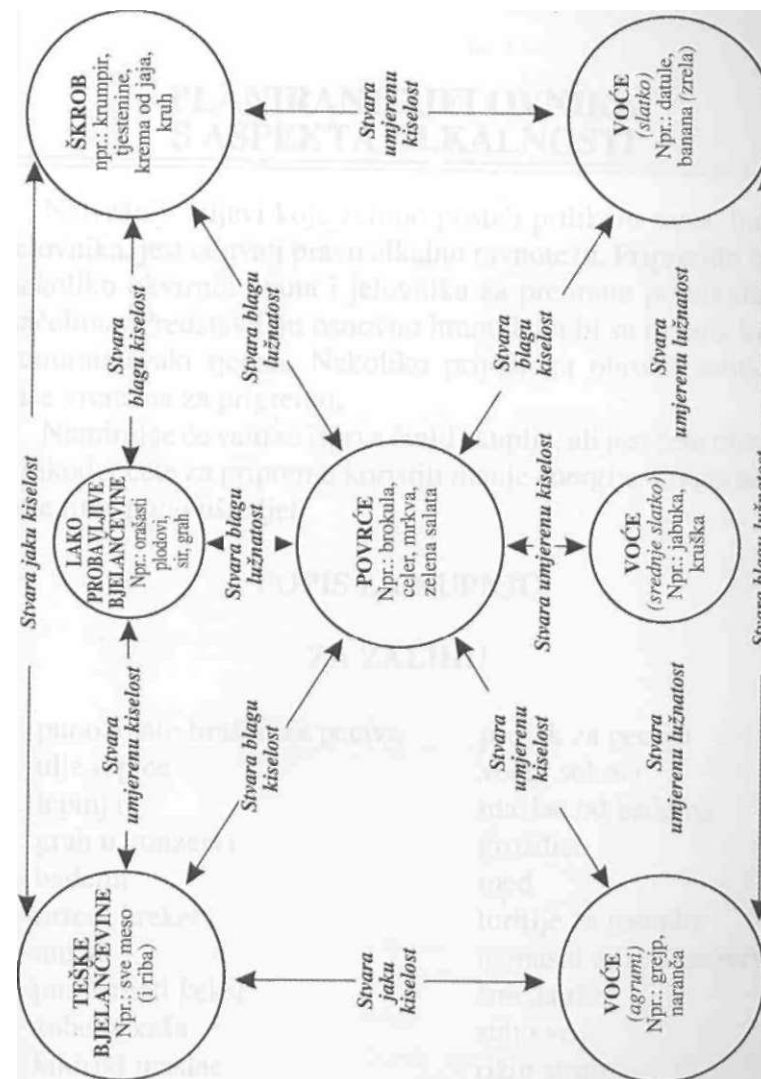 Stvara jaku kiselost
TEŠKE
BJELANČEVINE
Npr.: sve meso
(i riba)
Stvara
umjerenu kiselost
LAKO
PROBAVLJIVE
BJELANČEVINE
Npr.: orašasti
plodovi,
sir, grah
Stvara
blagu kiselost
ŠKROB
npr.: krumpir,
tjestenine,
krema od jaja,
kruh
Stvara blagu
kiselost
Stvara blagu
lužnatost
Stvara blagu
lužnatost
Stvara
jaku
kiselost
POVRĆE
Npr.: brokula,
celer, mrkva,
zelena salata
Stvara
umjerenu
kiselost
Stvara
umjerenu
kiselost
Stvara umjerenu kiselost
Stvara
blagu
kiselost
VOĆE
(agrumi)
Npr.: grejp,
naranča
Stvara
umjerenu lužnatost
VOĆE
(srednje slatko)
Npr.: jabuka,
kruška
Stvara
umjerenu lužnatost
VOĆE
(slatko)
Npr.: datule,
banana (zrela)
Stvara blagu lužnatost